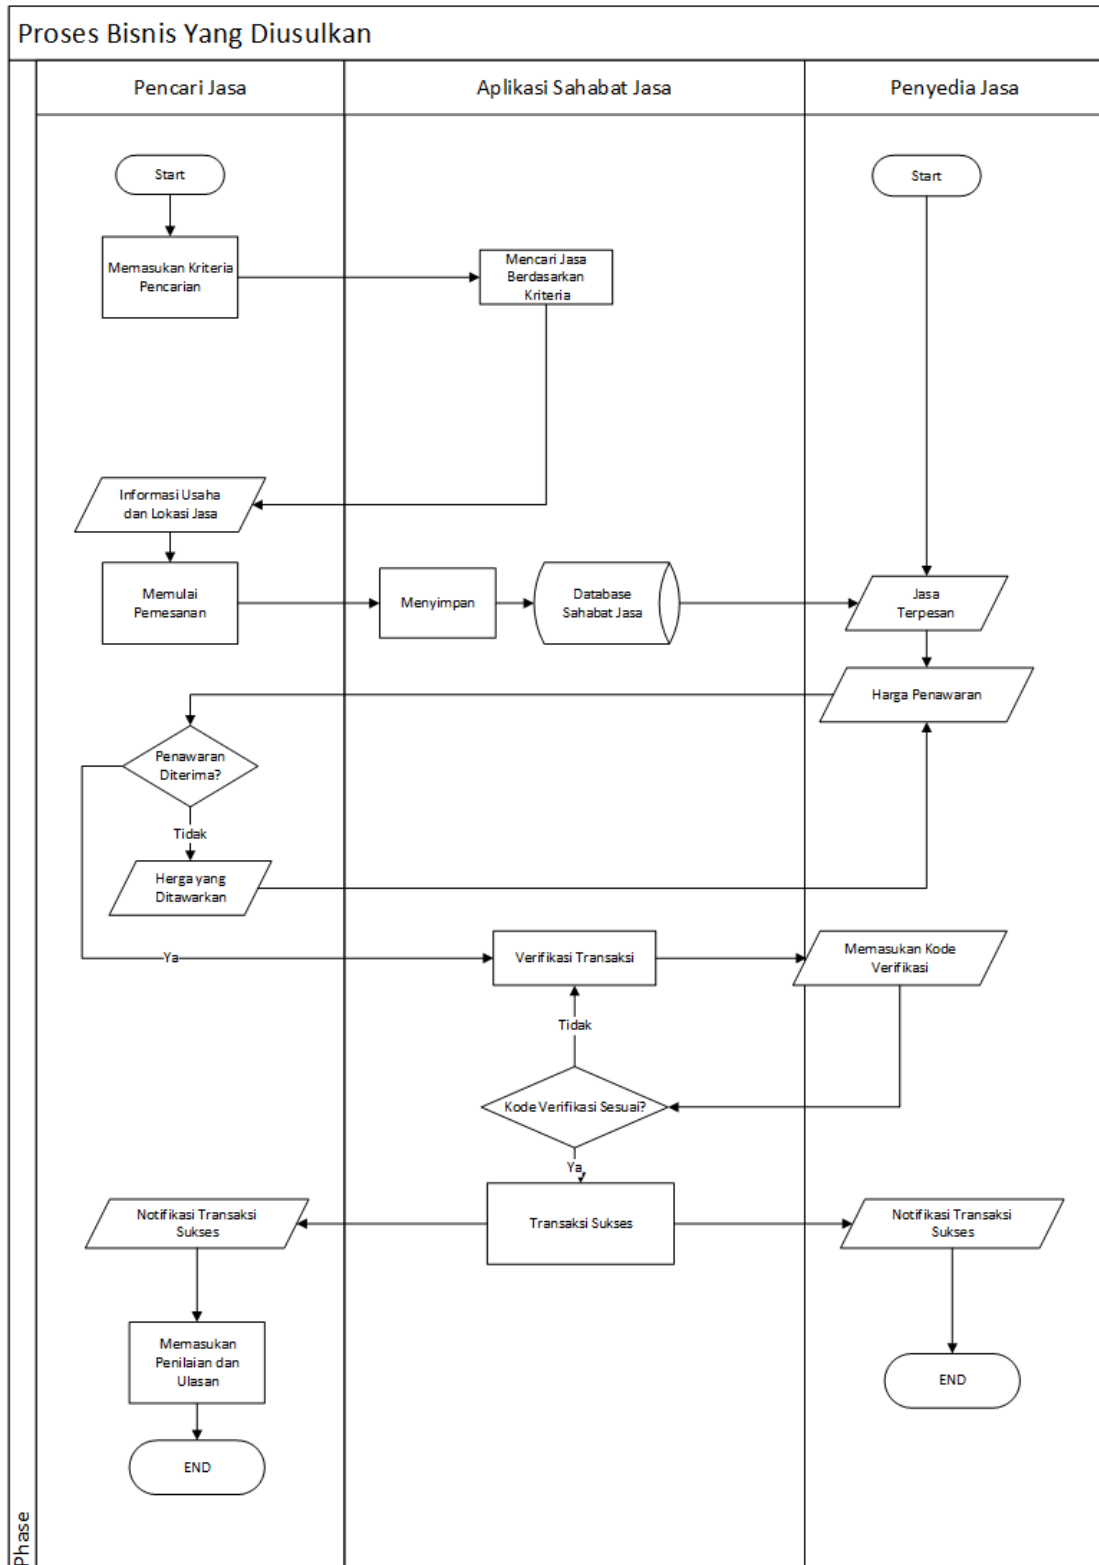 Proses Bisnis Yang Diusulkan
Pencari Jasa
Aplikasi Sahabat Jasa
Penyedia Jasa
Start
Start
Memasukan Kriteria
Pencarian
Mencari Jasa
Berdasarkan
Kriteria
Informasi Usaha
dan Lokasi Jasa
Memulai
Pemesanan
Menyimpan
Database
Sahabat Jasa
Jasa
Terpesan
Harga Penawaran
Penawaran
Diterima?
Tidak
Herga yang
Ditawarkan
Ya
Verifikasi Transaksi
Memasukan Kode
Verifikasi
Tidak
Kode Verifikasi Sesuai?
Ya
Notifikasi Transaksi
Sukses
Transaksi Sukses
Notifikasi Transaksi
Sukses
Memasukan
Penilaian dan
Ulasan
END
END
Phase